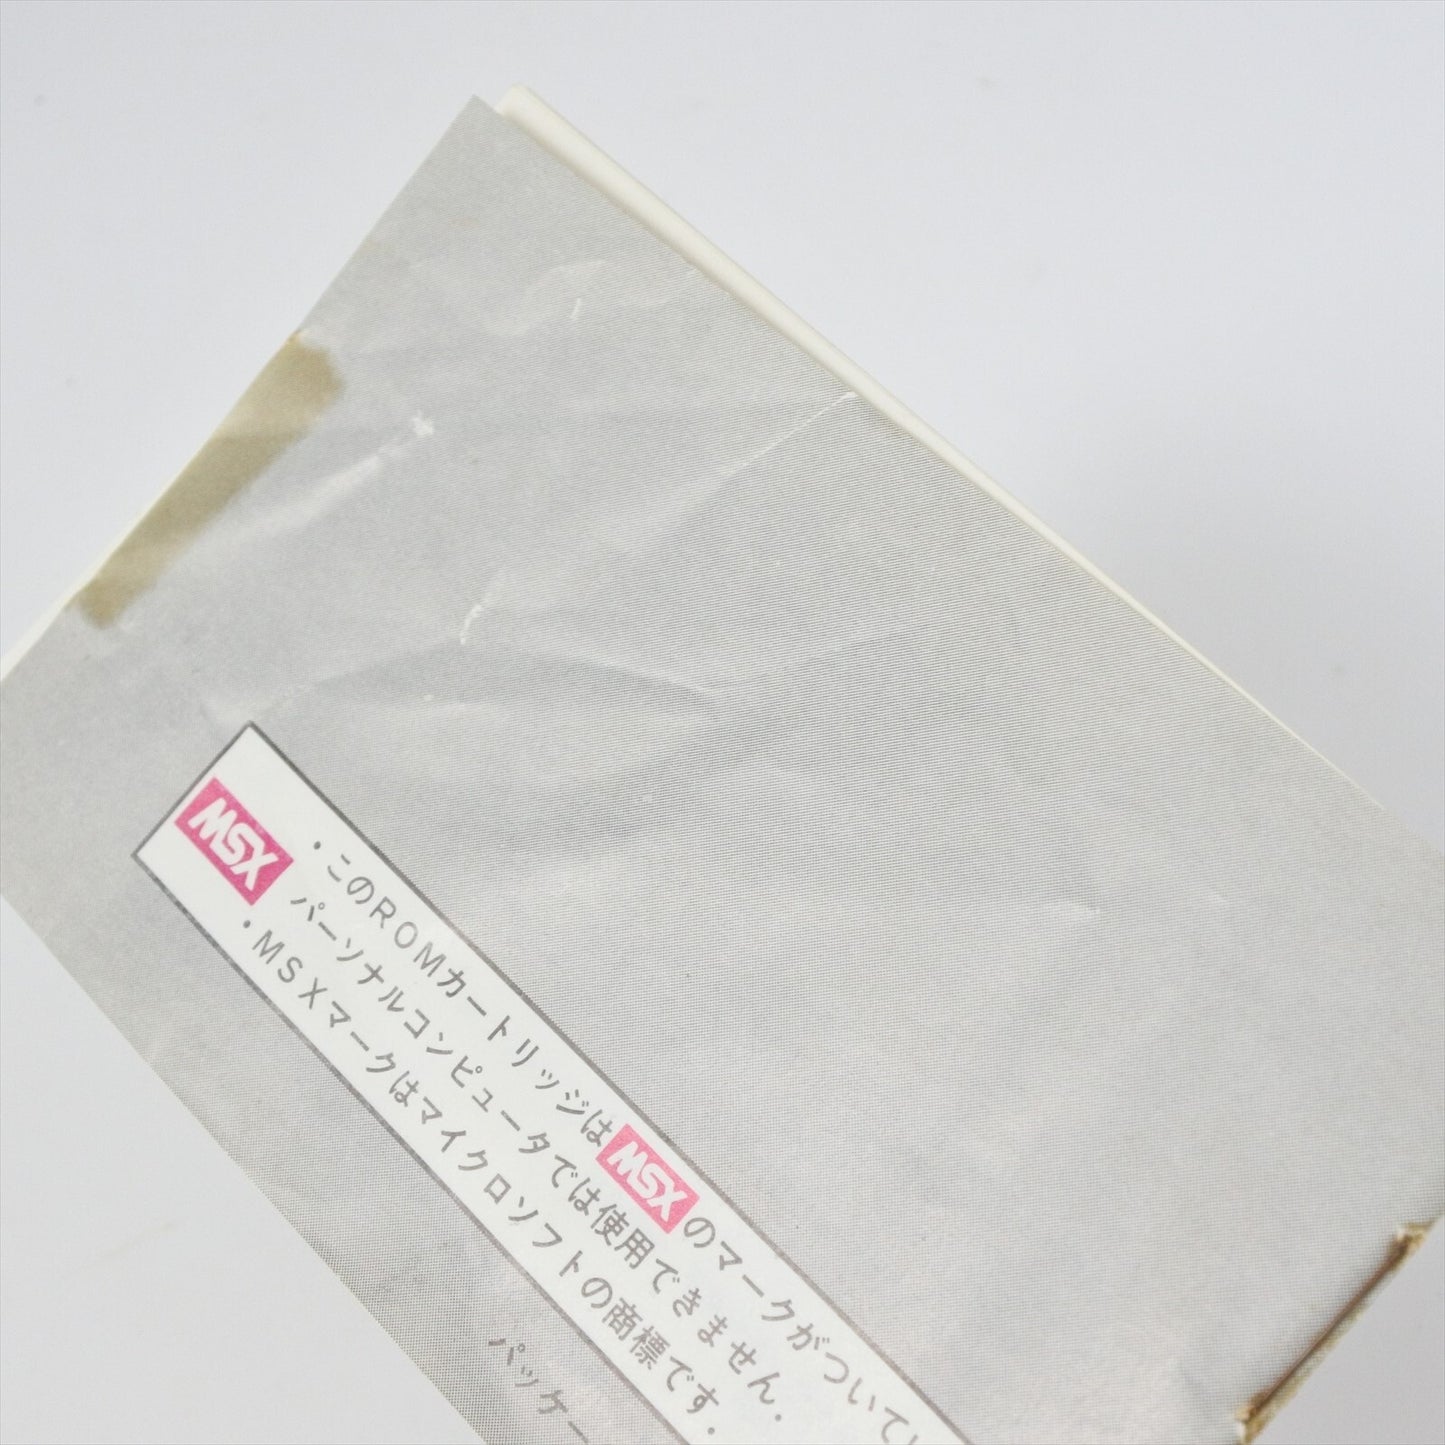 MSX
・このROMカートリッジはMSXのマークがついてい
パーソナルコンピュータでは使用できません.
・MSXマークはマイクロソフトの商標です.
パッケー